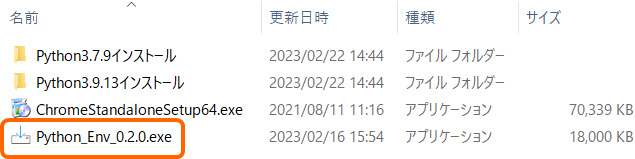 名前 更新日時 種類 サイズ
Python3.7.9インストール 2023/02/22 14:44 ファイル フォルダー
Python3.9.13インストール 2023/02/22 14:44 ファイル フォルダー
ChromeStandaloneSetup64.exe 2021/08/11 11:16 アプリケーション 70,339 KB
Python_Env_0.2.0.exe 2023/02/16 15:54 アプリケーション 18,000 KB